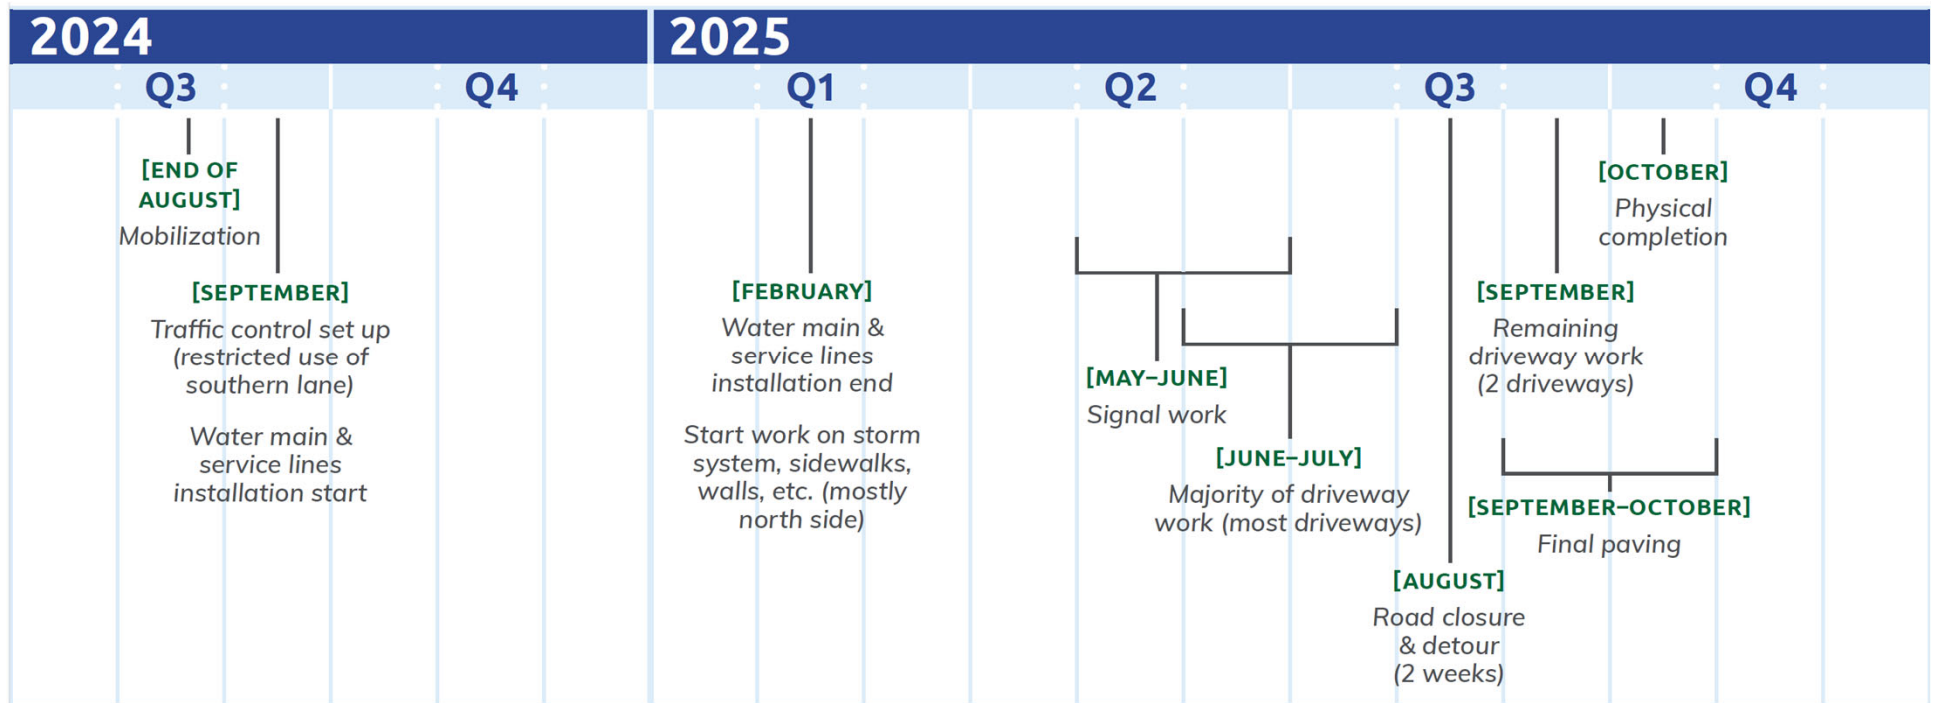 2024
2025
Q3
Q4
Q1
Q2
Q3
Q4
[END OF
AUGUST]
Mobilization
[SEPTEMBER]
Traffic control set up
(restricted use of
southern lane)
Water main &
service lines
installation start
[FEBRUARY]
Water main &
service lines
installation end
Start work on storm
system, sidewalks,
walls, etc. (mostly
north side)
[MAY–JUNE]
Signal work
[JUNE–JULY]
Majority of driveway
work (most driveways)
[AUGUST]
Road closure
& detour
(2 weeks)
[SEPTEMBER]
Remaining
driveway work
(2 driveways)
[SEPTEMBER–OCTOBER]
Final paving
[OCTOBER]
Physical
completion